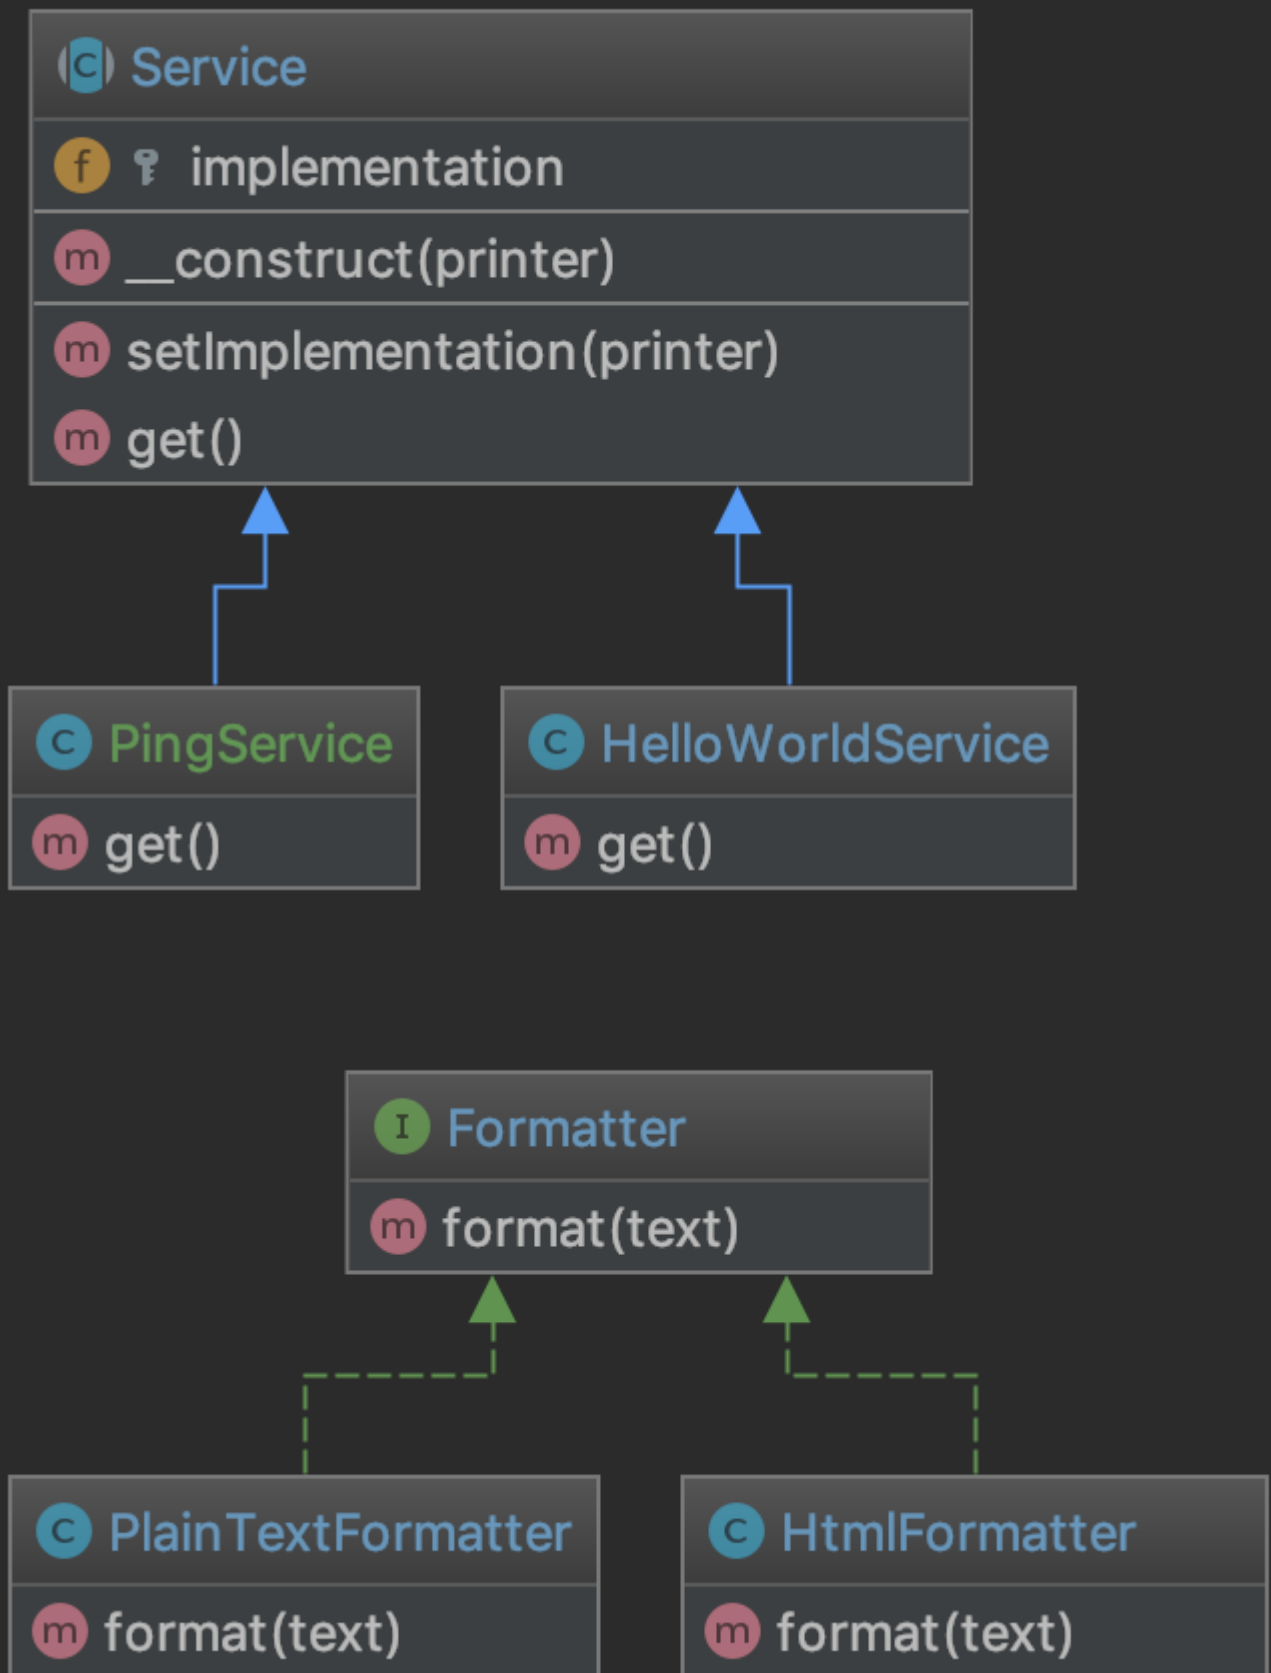 C Service
f implementation
m __construct(printer)
m setImplementation(printer)
m get()
C PingService
m get()
C HelloWorldService
m get()
I Formatter
m format(text)
C PlainTextFormatter
m format(text)
C HtmlFormatter
m format(text)